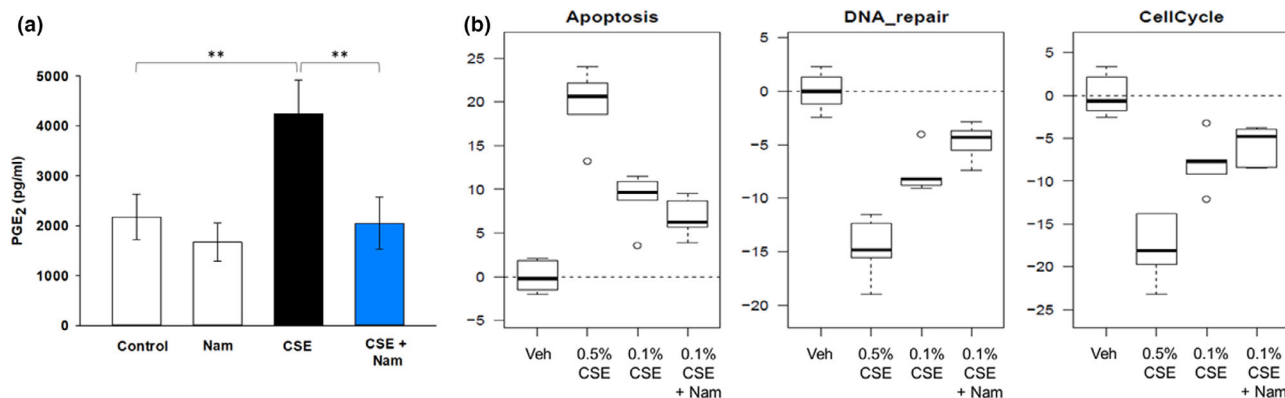 (a)
** **
5000
4000
3000
2000
1000
0
PGE2 (pg/ml)
Control Nam CSE CSE +
Nam
(b)
Apoptosis
25
20
15
10
5
0
−5
Veh 0.5% 0.1% 0.1%
CSE CSE CSE
+ Nam
DNA_repair
5
0
−5
−10
−15
−20
Veh 0.5% 0.1% 0.1%
CSE CSE CSE
+ Nam
CellCycle
5
0
−5
−10
−15
−20
−25
Veh 0.5% 0.1% 0.1%
CSE CSE CSE
+ Nam